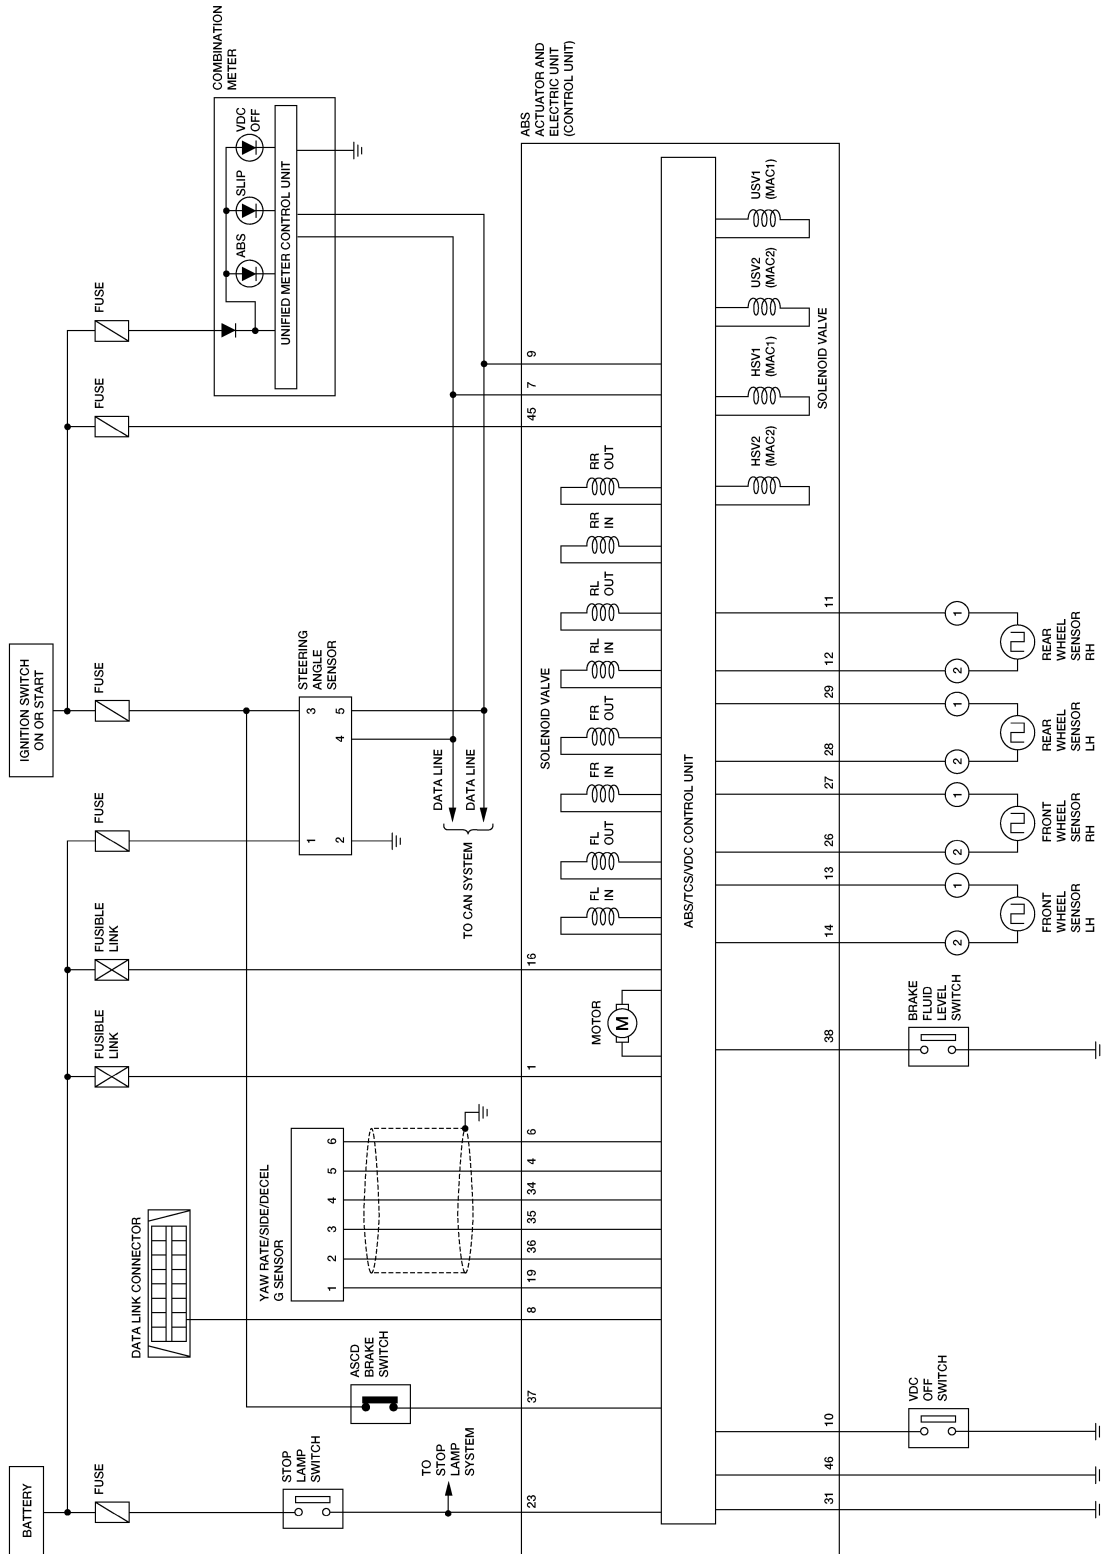 BATTERY
FUSE
STOP
LAMP
SWITCH
TO
STOP
LAMP
SYSTEM
23
DATA LINK CONNECTOR
ASCD
BRAKE
SWITCH
37
8
YAW RATE/SIDE/DECEL
G SENSOR
1
2
3
4
5
6
19
36
35
34
4
6
FUSIBLE
LINK
1
FUSIBLE
LINK
16
FUSE
IGNITION SWITCH
ON OR START
FUSE
STEERING
ANGLE
SENSOR
1
3
2
4
5
DATA LINE
DATA LINE
TO CAN SYSTEM
FUSE
45
FUSE
7
9
COMBINATION
METER
ABS
SLIP
VDC
OFF
UNIFIED METER CONTROL UNIT
ABS
ACTUATOR AND
ELECTRIC UNIT
(CONTROL UNIT)
MOTOR
M
SOLENOID VALVE
FL
IN
FL
OUT
FR
IN
FR
OUT
RL
IN
RL
OUT
RR
IN
RR
OUT
ABS/TCS/VDC CONTROL UNIT
HSV2
(MAC2)
HSV1
(MAC1)
USV2
(MAC2)
USV1
(MAC1)
SOLENOID VALVE
31
46
10
VDC
OFF
SWITCH
38
BRAKE
FLUID
LEVEL
SWITCH
14
13
26
27
28
29
12
11
2
1
2
1
2
1
2
1
FRONT
WHEEL
SENSOR
LH
FRONT
WHEEL
SENSOR
RH
REAR
WHEEL
SENSOR
LH
REAR
WHEEL
SENSOR
RH